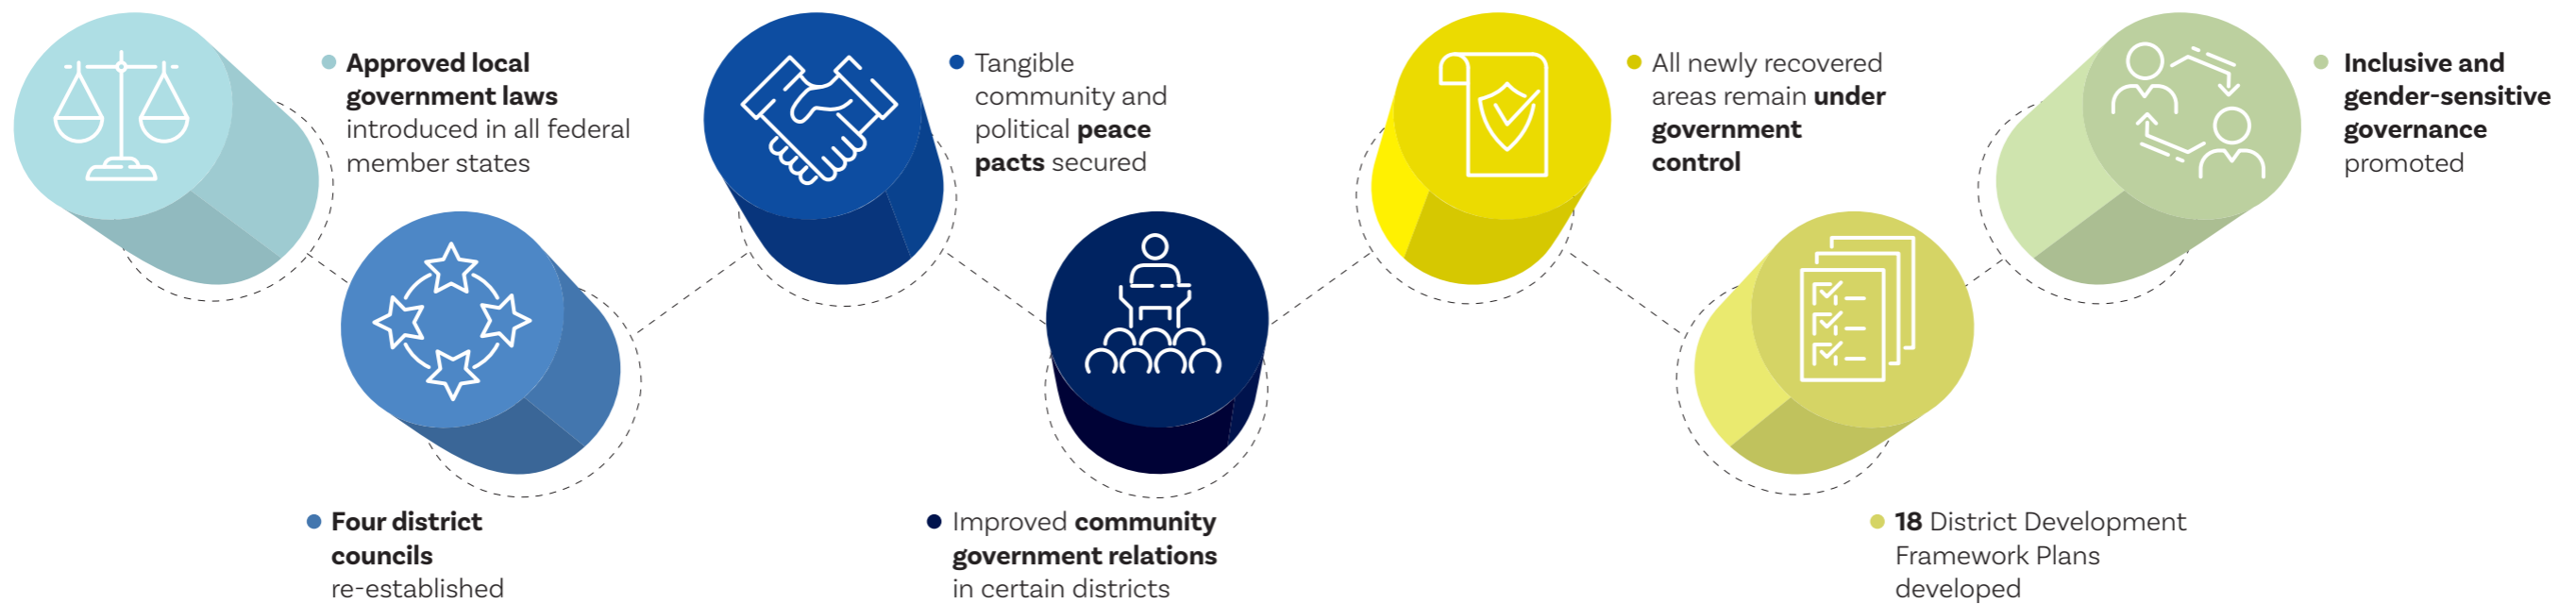 Approved local
government laws
introduced in all federal
member states
Four district
councils
re-established
Tangible
community and
political peace
pacts secured
Improved community
government relations
in certain districts
All newly recovered
areas remain under
government
control
18 District Development
Framework Plans
developed
Inclusive and
gender-sensitive
governance
promoted